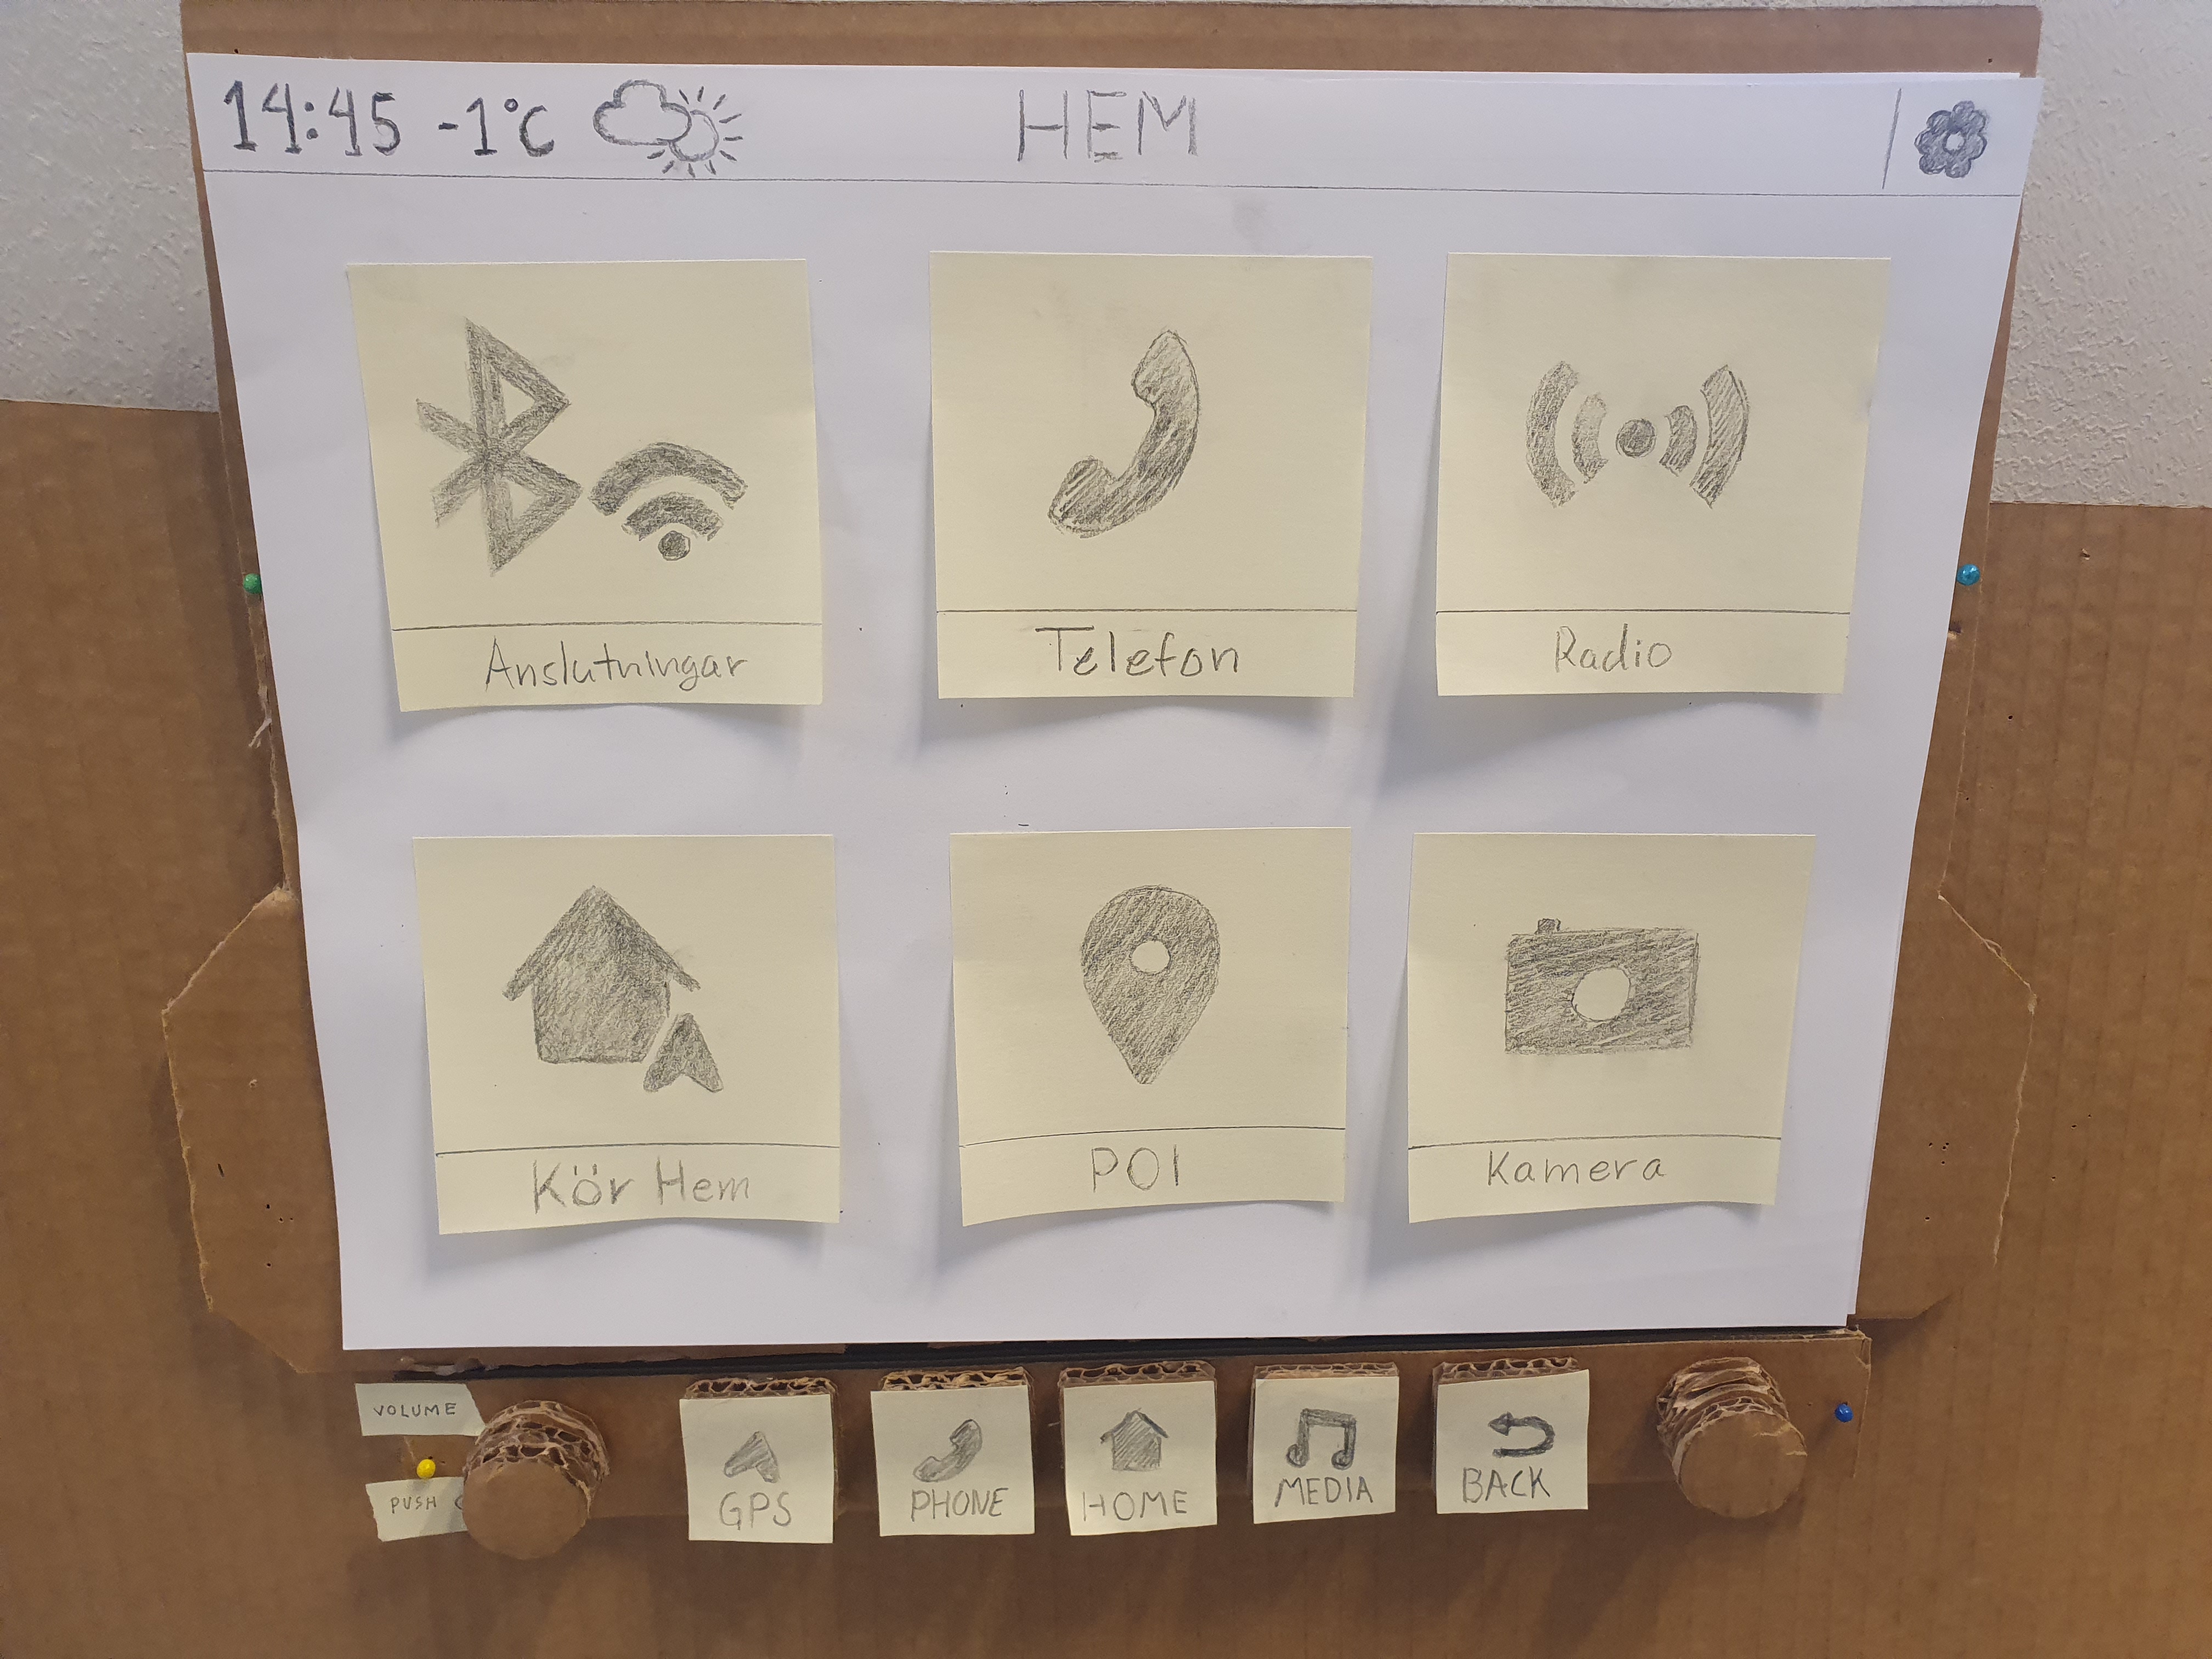 14:45 -1°C HEM
Anslutningar
Telefon
Radio
Kör Hem
POI
Kamera
VOLUME
PUSH
GPS
PHONE
HOME
MEDIA
BACK